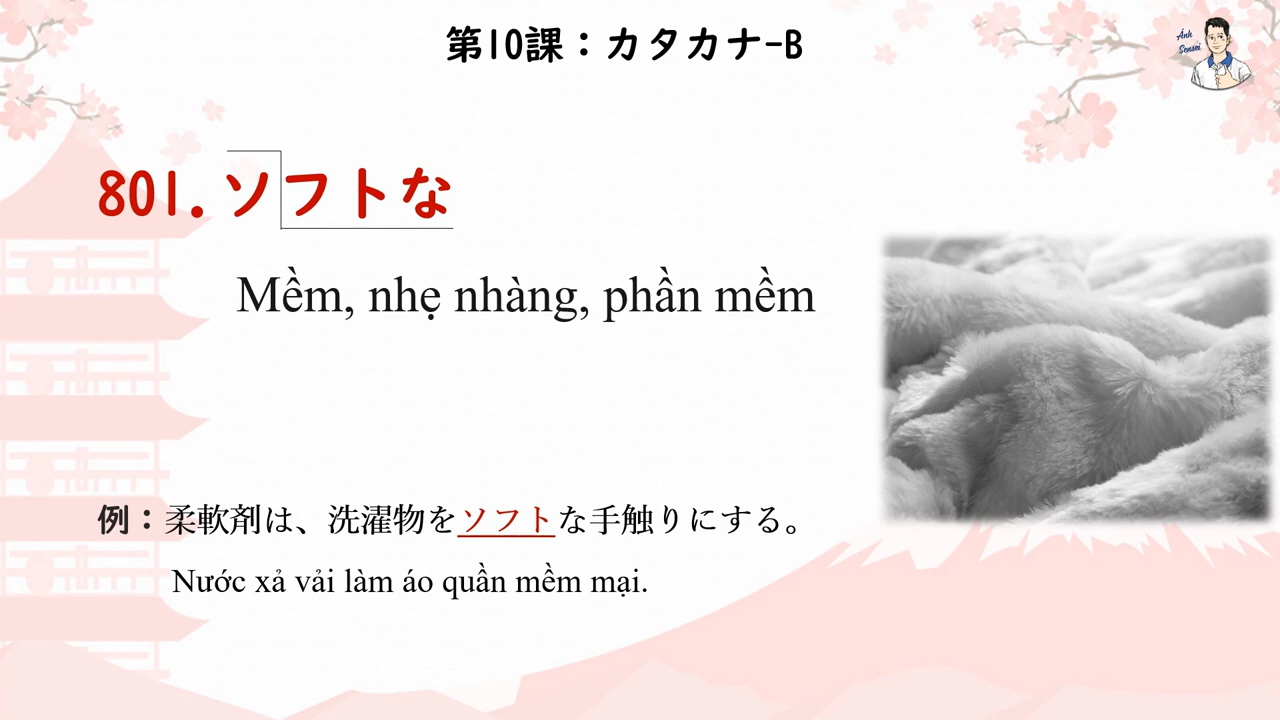 第10課：カタカナ-B
Anh
Sensei
801. ソフトな
Mềm, nhẹ nhàng, phần mềm
例：柔軟剤は、洗濯物をソフトな手触りにする。
Nước xả vải làm áo quần mềm mại.